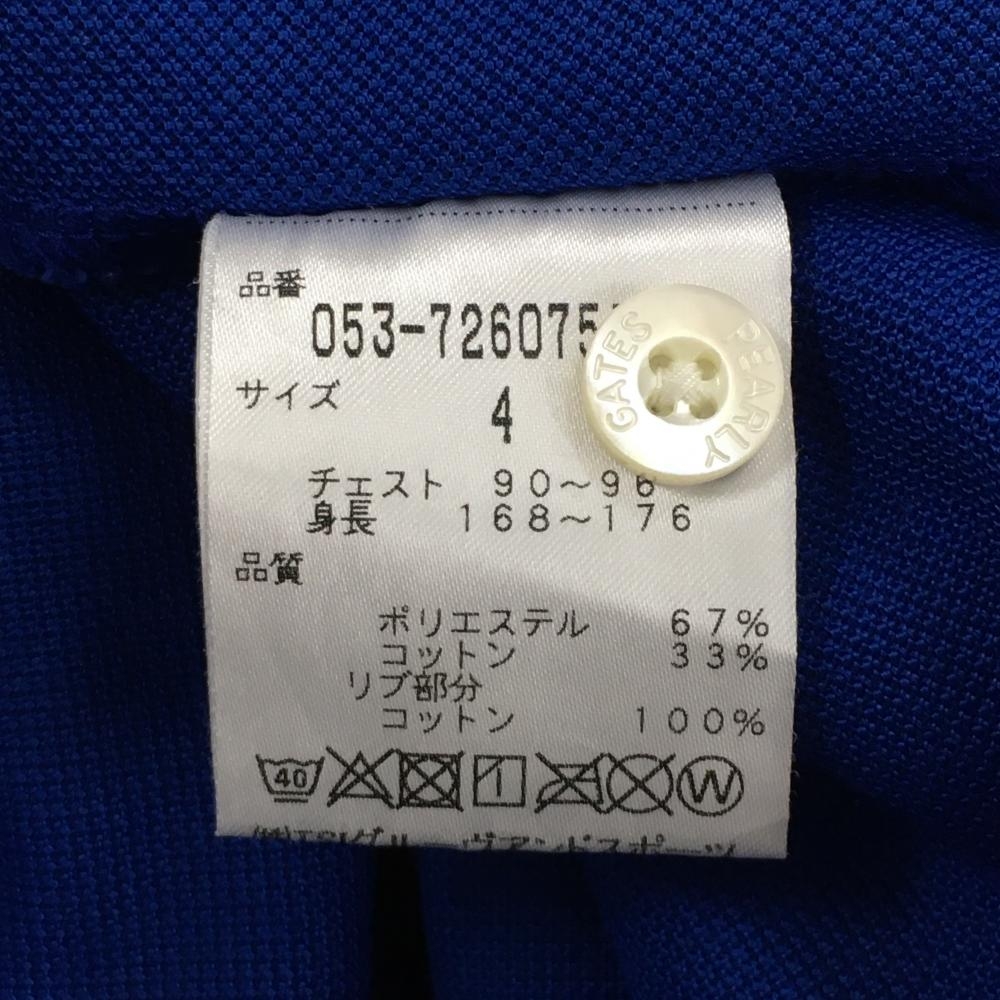 品番
053-726075
サイズ
4
チェスト 90～96
身長 168～176
品質
ポリエステル 67%
コットン 33%
リブ部分
コットン 100%
40
W
PEARLY GATES